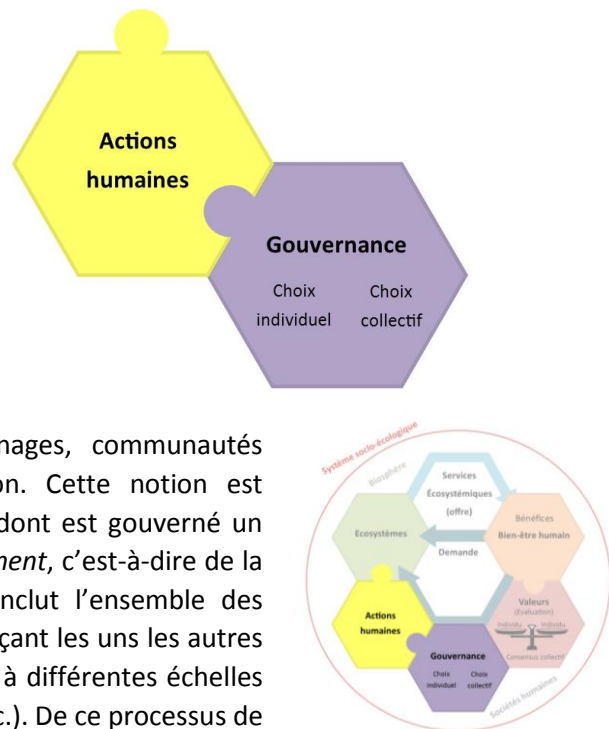 Actions
humaines
Gouvernance
Choix Choix
individuel collectif
nages, communautés
on. Cette notion est
dont est gouverné un
ment, c’est-à-dire de la
nclut l’ensemble des
çant les uns les autres
à différentes échelles
c.). De ce processus de
Système socio-écologique
Biosphère
Services
Écosystémiques
(offre)
Ecosystèmes
Demande
Bénéfices
Bien-être humain
Actions
humaines
Valeurs
(Evaluation)
Individu Individu
Consensus collectif
Gouvernance
Choix Choix
individuel collectif
Sociétés humaines